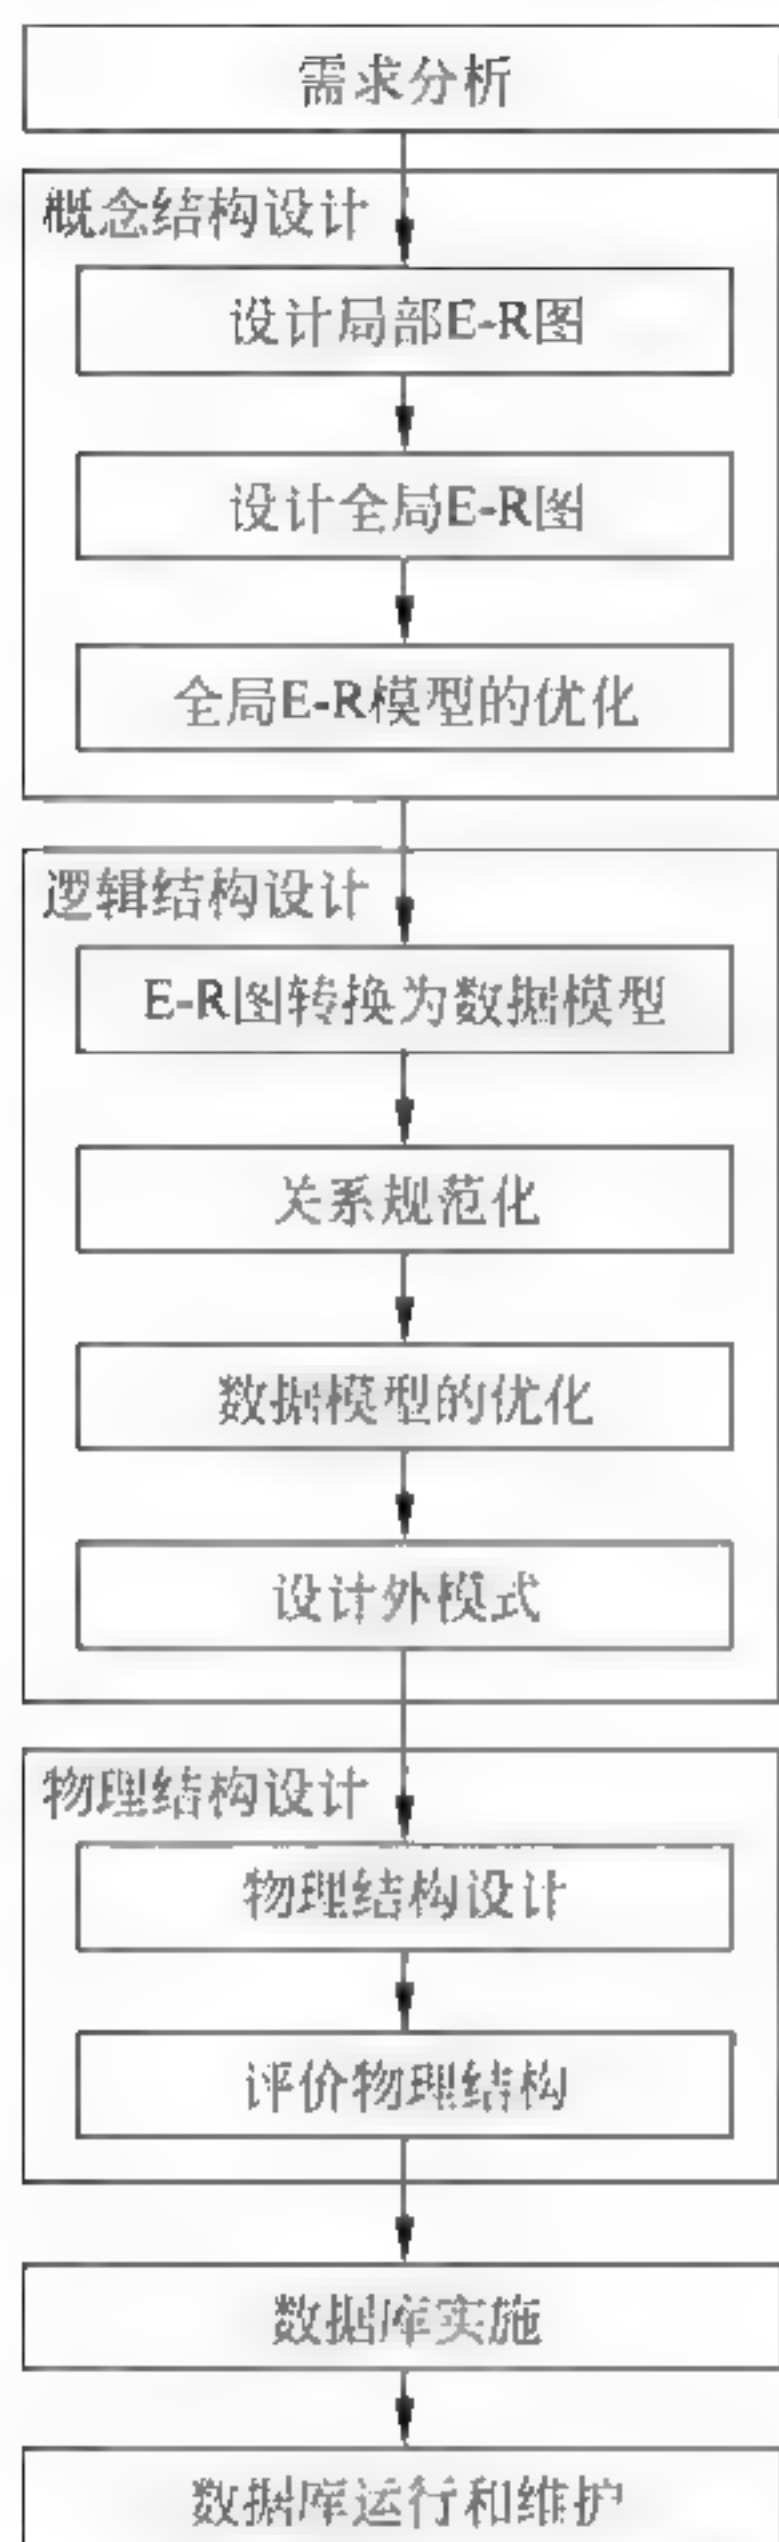 需求分析
概念结构设计
设计局部E-R图
设计全局E-R图
全局E-R模型的优化
逻辑结构设计
E-R图转换为数据模型
关系规范化
数据模型的优化
设计外模式
物理结构设计
物理结构设计
评价物理结构
数据库实施
数据库运行和维护